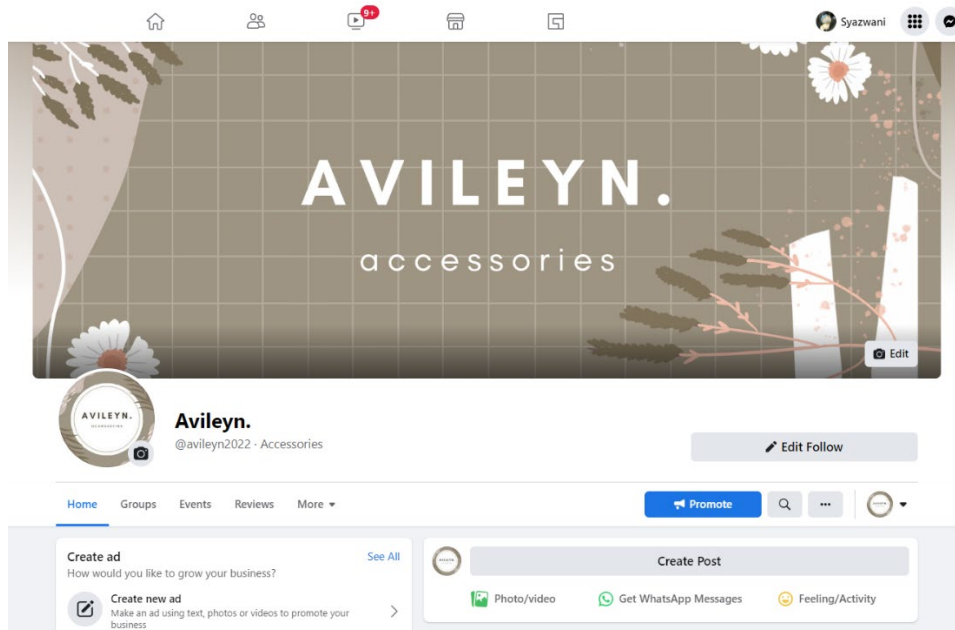 9+
Syazwani
AVILEYN.
accessories
Edit
AVILEYN.
Avileyn.
@avileyn2022 · Accessories
Edit Follow
Home Groups Events Reviews More
Promote
Create ad See All
How would you like to grow your business?
Create new ad
Make an ad using text, photos or videos to promote your
business
Create Post
Photo/video Get WhatsApp Messages Feeling/Activity